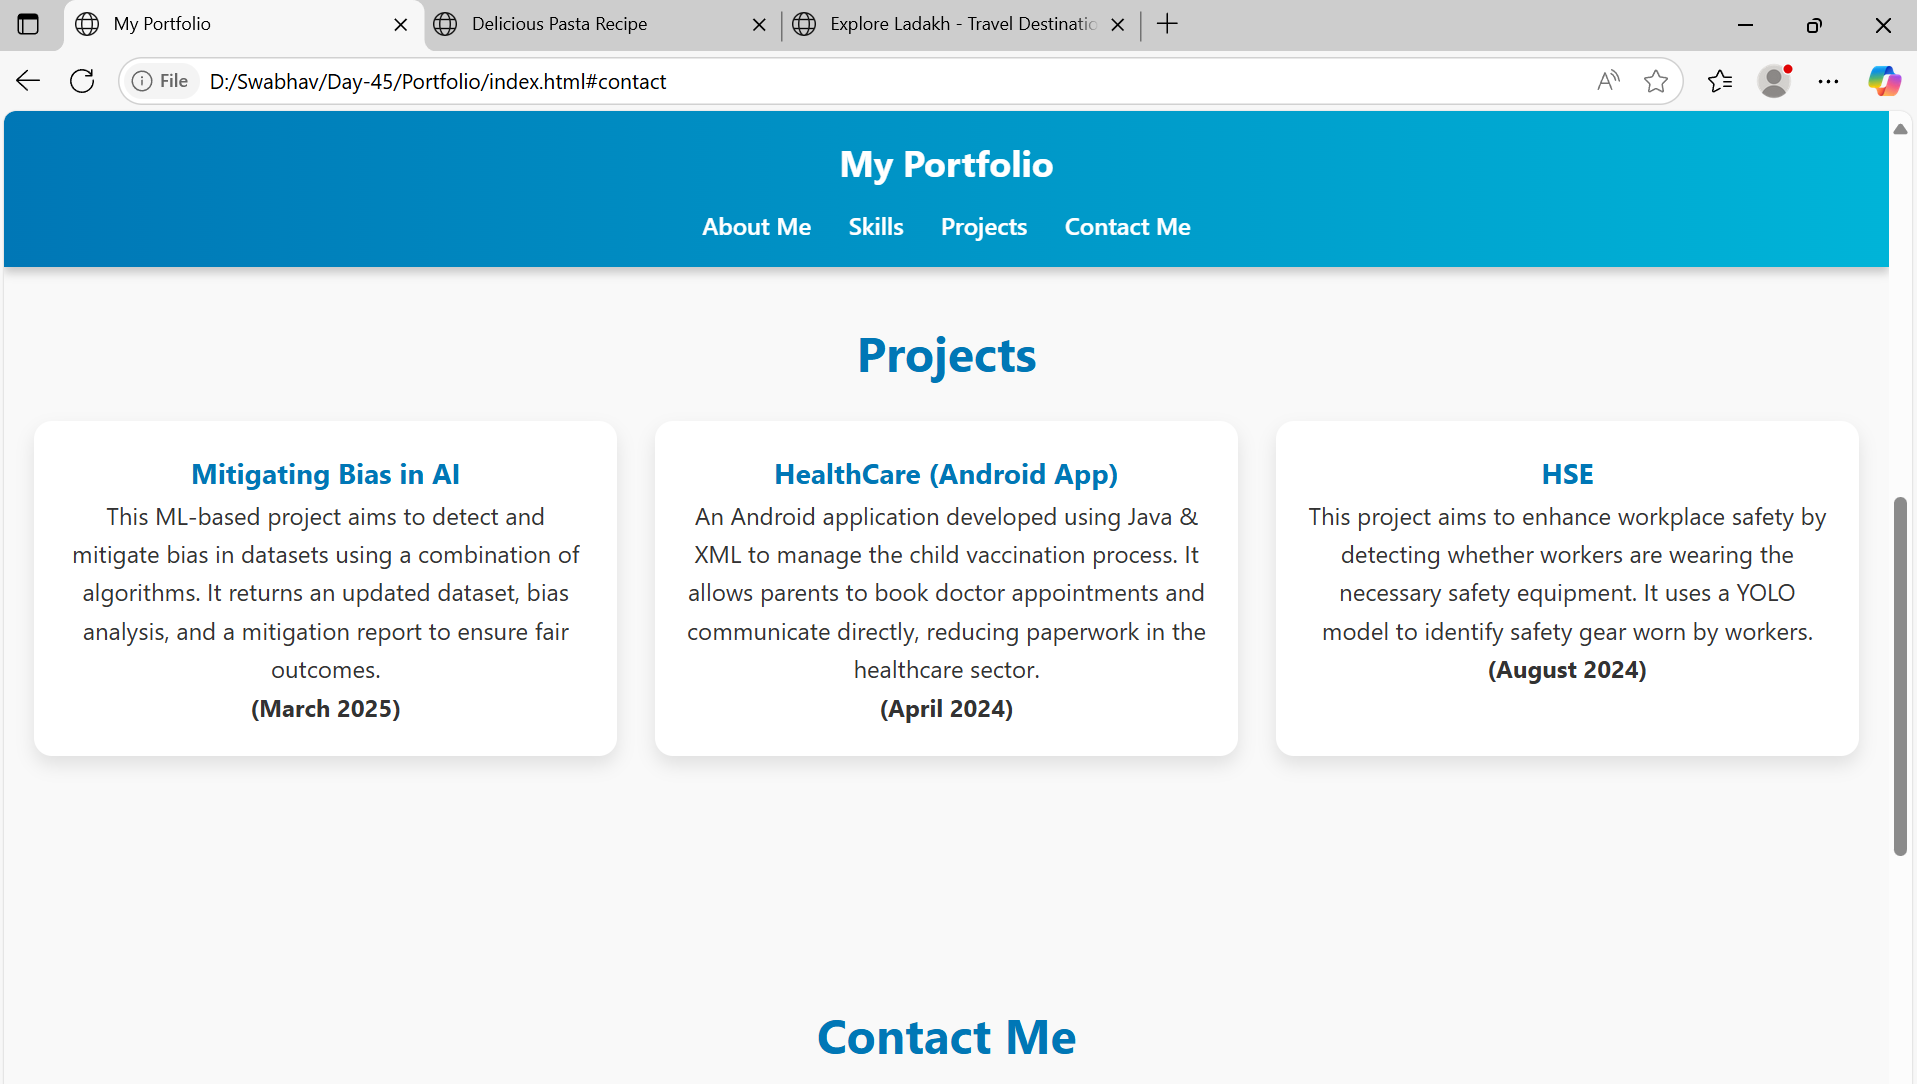 My Portfolio
Delicious Pasta Recipe
Explore Ladakh - Travel Destinatio
File
D:/Swabhav/Day-45/Portfolio/index.html#contact
My Portfolio
About Me Skills Projects Contact Me
Projects
Mitigating Bias in AI
This ML-based project aims to detect and
mitigate bias in datasets using a combination of
algorithms. It returns an updated dataset, bias
analysis, and a mitigation report to ensure fair
outcomes.
(March 2025)
HealthCare (Android App)
An Android application developed using Java &
XML to manage the child vaccination process. It
allows parents to book doctor appointments and
communicate directly, reducing paperwork in the
healthcare sector.
(April 2024)
HSE
This project aims to enhance workplace safety by
detecting whether workers are wearing the
necessary safety equipment. It uses a YOLO
model to identify safety gear worn by workers.
(August 2024)
Contact Me